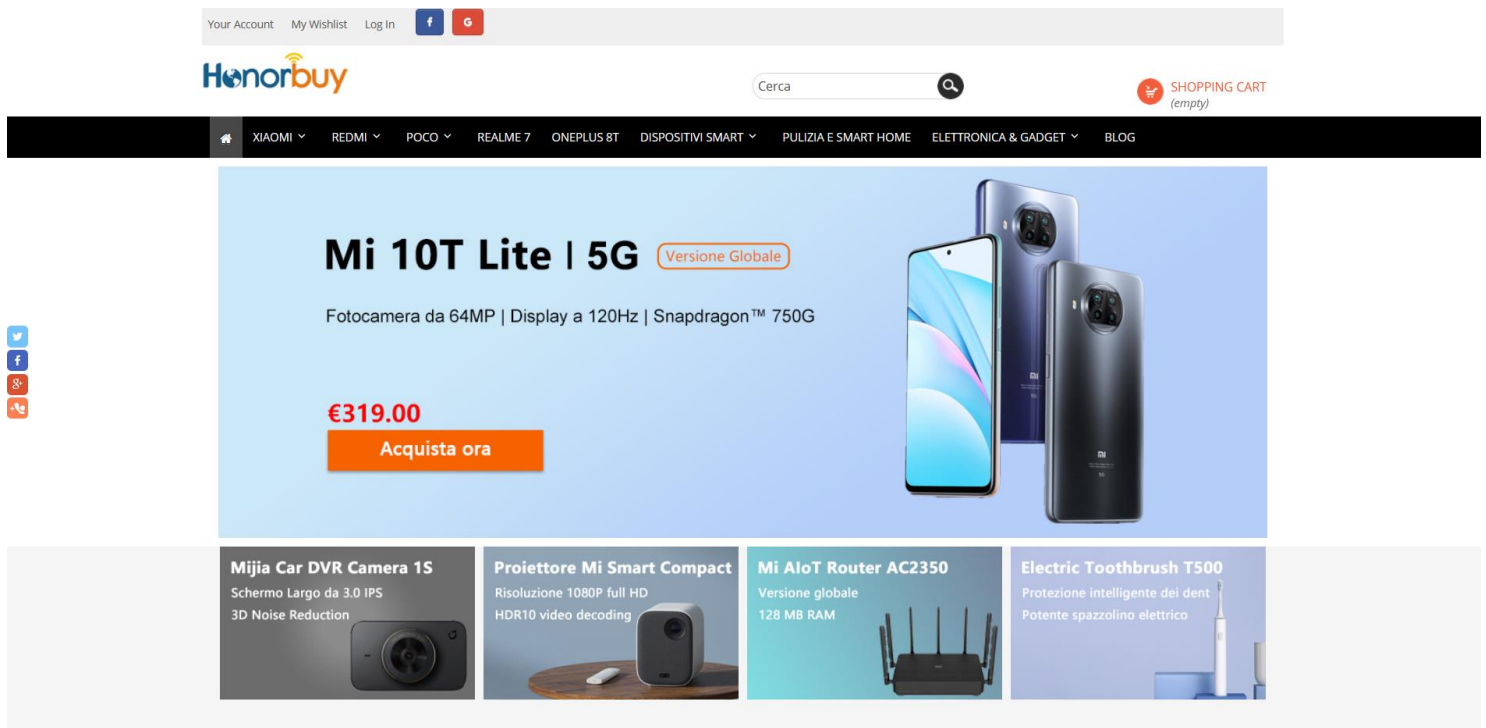 Your Account My Wishlist Log In f G
Honorbuy
Cerca
SHOPPING CART
(empty)
XIAOMI REDMI POCO REALME 7 ONEPLUS 8T DISPOSITIVI SMART PULIZIA E SMART HOME ELETTRONICA & GADGET BLOG
Mi 10T Lite | 5G Versione Globale
Fotocamera da 64MP | Display a 120Hz | Snapdragon™ 750G
€319.00
Acquista ora
Mijia Car DVR Camera 1S
Schermo Largo da 3.0 IPS
3D Noise Reduction
Proiettore Mi Smart Compact
Risoluzione 1080P full HD
HDR10 video decoding
Mi AIoT Router AC2350
Versione globale
128 MB RAM
Electric Toothbrush T500
Protezione intelligente dei dent
Potente spazzolino elettrico